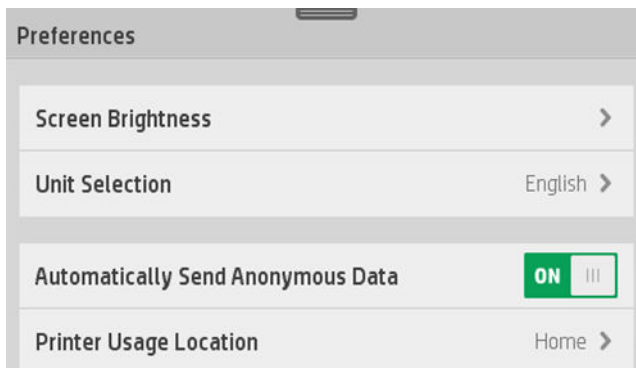 Preferences
Screen Brightness
Unit Selection English
Automatically Send Anonymous Data ON
Printer Usage Location Home